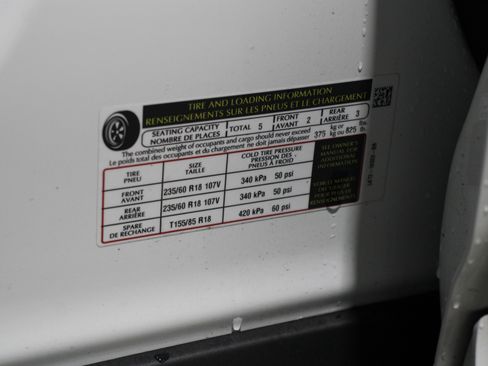 TIRE AND LOADING INFORMATION
RENSEIGNEMENTS SUR LES PNEUS ET LE CHARGEMENT
SEATING CAPACITY
NOMBRE DE PLACES
TOTAL 5
FRONT
AVANT 2
REAR
ARRIÈRE 3
The combined weight of occupants and cargo should never exceed
Le poids total des occupants et du chargement ne doit jamais dépasser
375 kg or
kg ou 825 lbs.
lb.
TIRE
PNEU
SIZE
TAILLE
COLD TIRE PRESSURE
PRESSION DES
PNEUS À FROID
FRONT
AVANT
235/60 R18 107V
340 kPa 50 psi
REAR
ARRIÈRE
235/60 R18 107V
340 kPa 50 psi
SPARE
DE RECHANGE
T155/85 R18
420 kPa 60 psi
SEE OWNER'S
MANUAL FOR
ADDITIONAL
INFORMATION